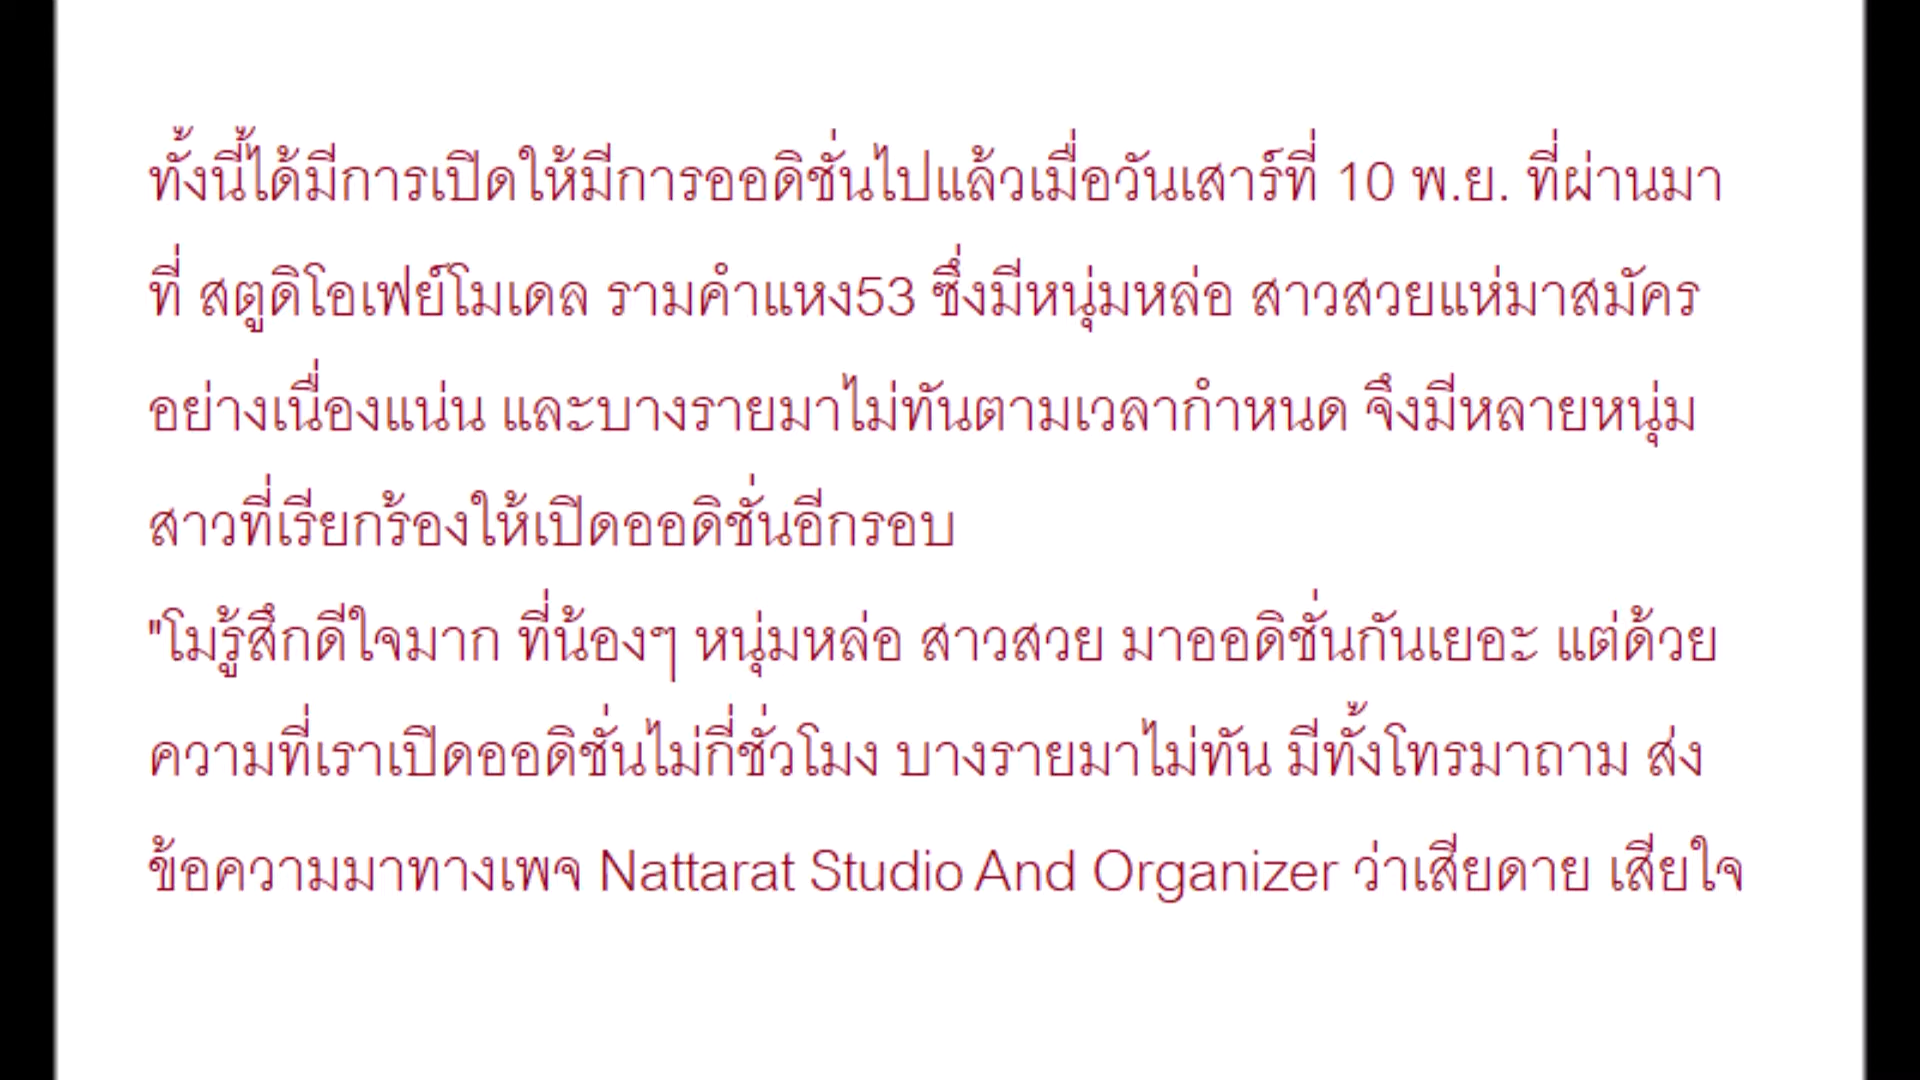 ทั้งนี้ได้มีการเปิดให้มีการออดิชั่นไปแล้วเมื่อวันเสาร์ที่ 10 พ.ย. ที่ผ่านมา
ที่ สตูดิโอเฟย์โมเดล รามคำแหง53 ซึ่งมีหนุ่มหล่อ สาวสวยแห่มาสมัคร
อย่างเนื่องแน่น และบางรายมาไม่ทันตามเวลากำหนด จึงมีหลายหนุ่ม
สาวที่เรียกร้องให้เปิดออดิชั่นอีกรอบ
"โมรู้สึกดีใจมาก ที่น้องๆ หนุ่มหล่อ สาวสวย มาออดิชั่นกันเยอะ แต่ด้วย
ความที่เราเปิดออดิชั่นไม่กี่ชั่วโมง บางรายมาไม่ทัน มีทั้งโทรมาถาม ส่ง
ข้อความมาทางเพจ Nattarat Studio And Organizer ว่าเสียดาย เสียใจ